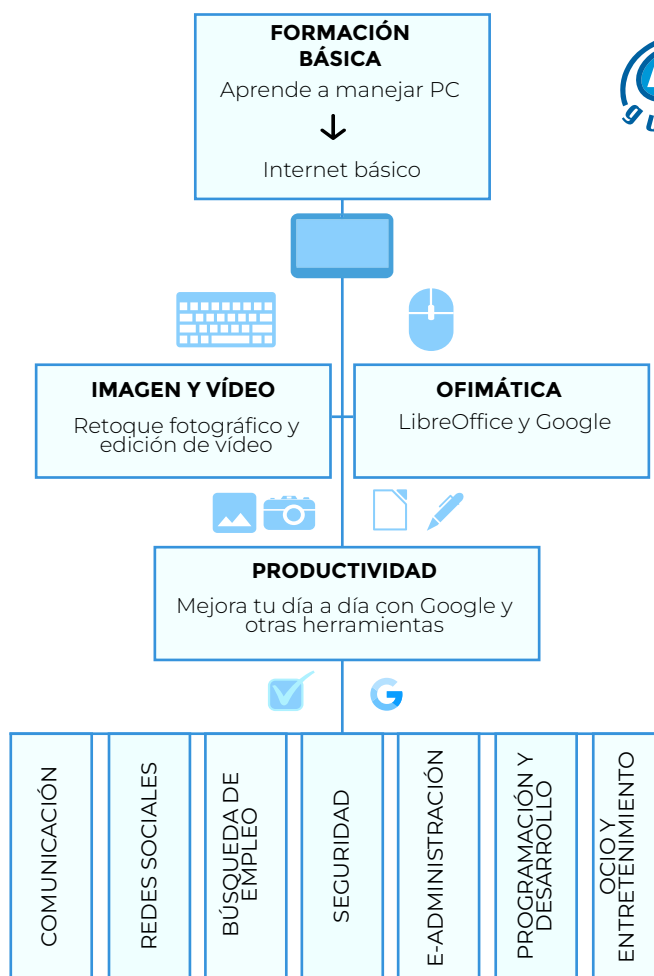 FORMACIÓN
BÁSICA
Aprende a manejar PC
Internet básico
IMAGEN Y VÍDEO
Retoque fotográfico y
edición de vídeo
OFIMÁTICA
LibreOffice y Google
PRODUCTIVIDAD
Mejora tu día a día con Google y
otras herramientas
G
COMUNICACIÓN
REDES SOCIALES
BÚSQUEDA DE
EMPLEO
SEGURIDAD
E-ADMINISTRACIÓN
PROGRAMACIÓN Y
DESARROLLO
OCIO Y
ENTRETENIMIENTO